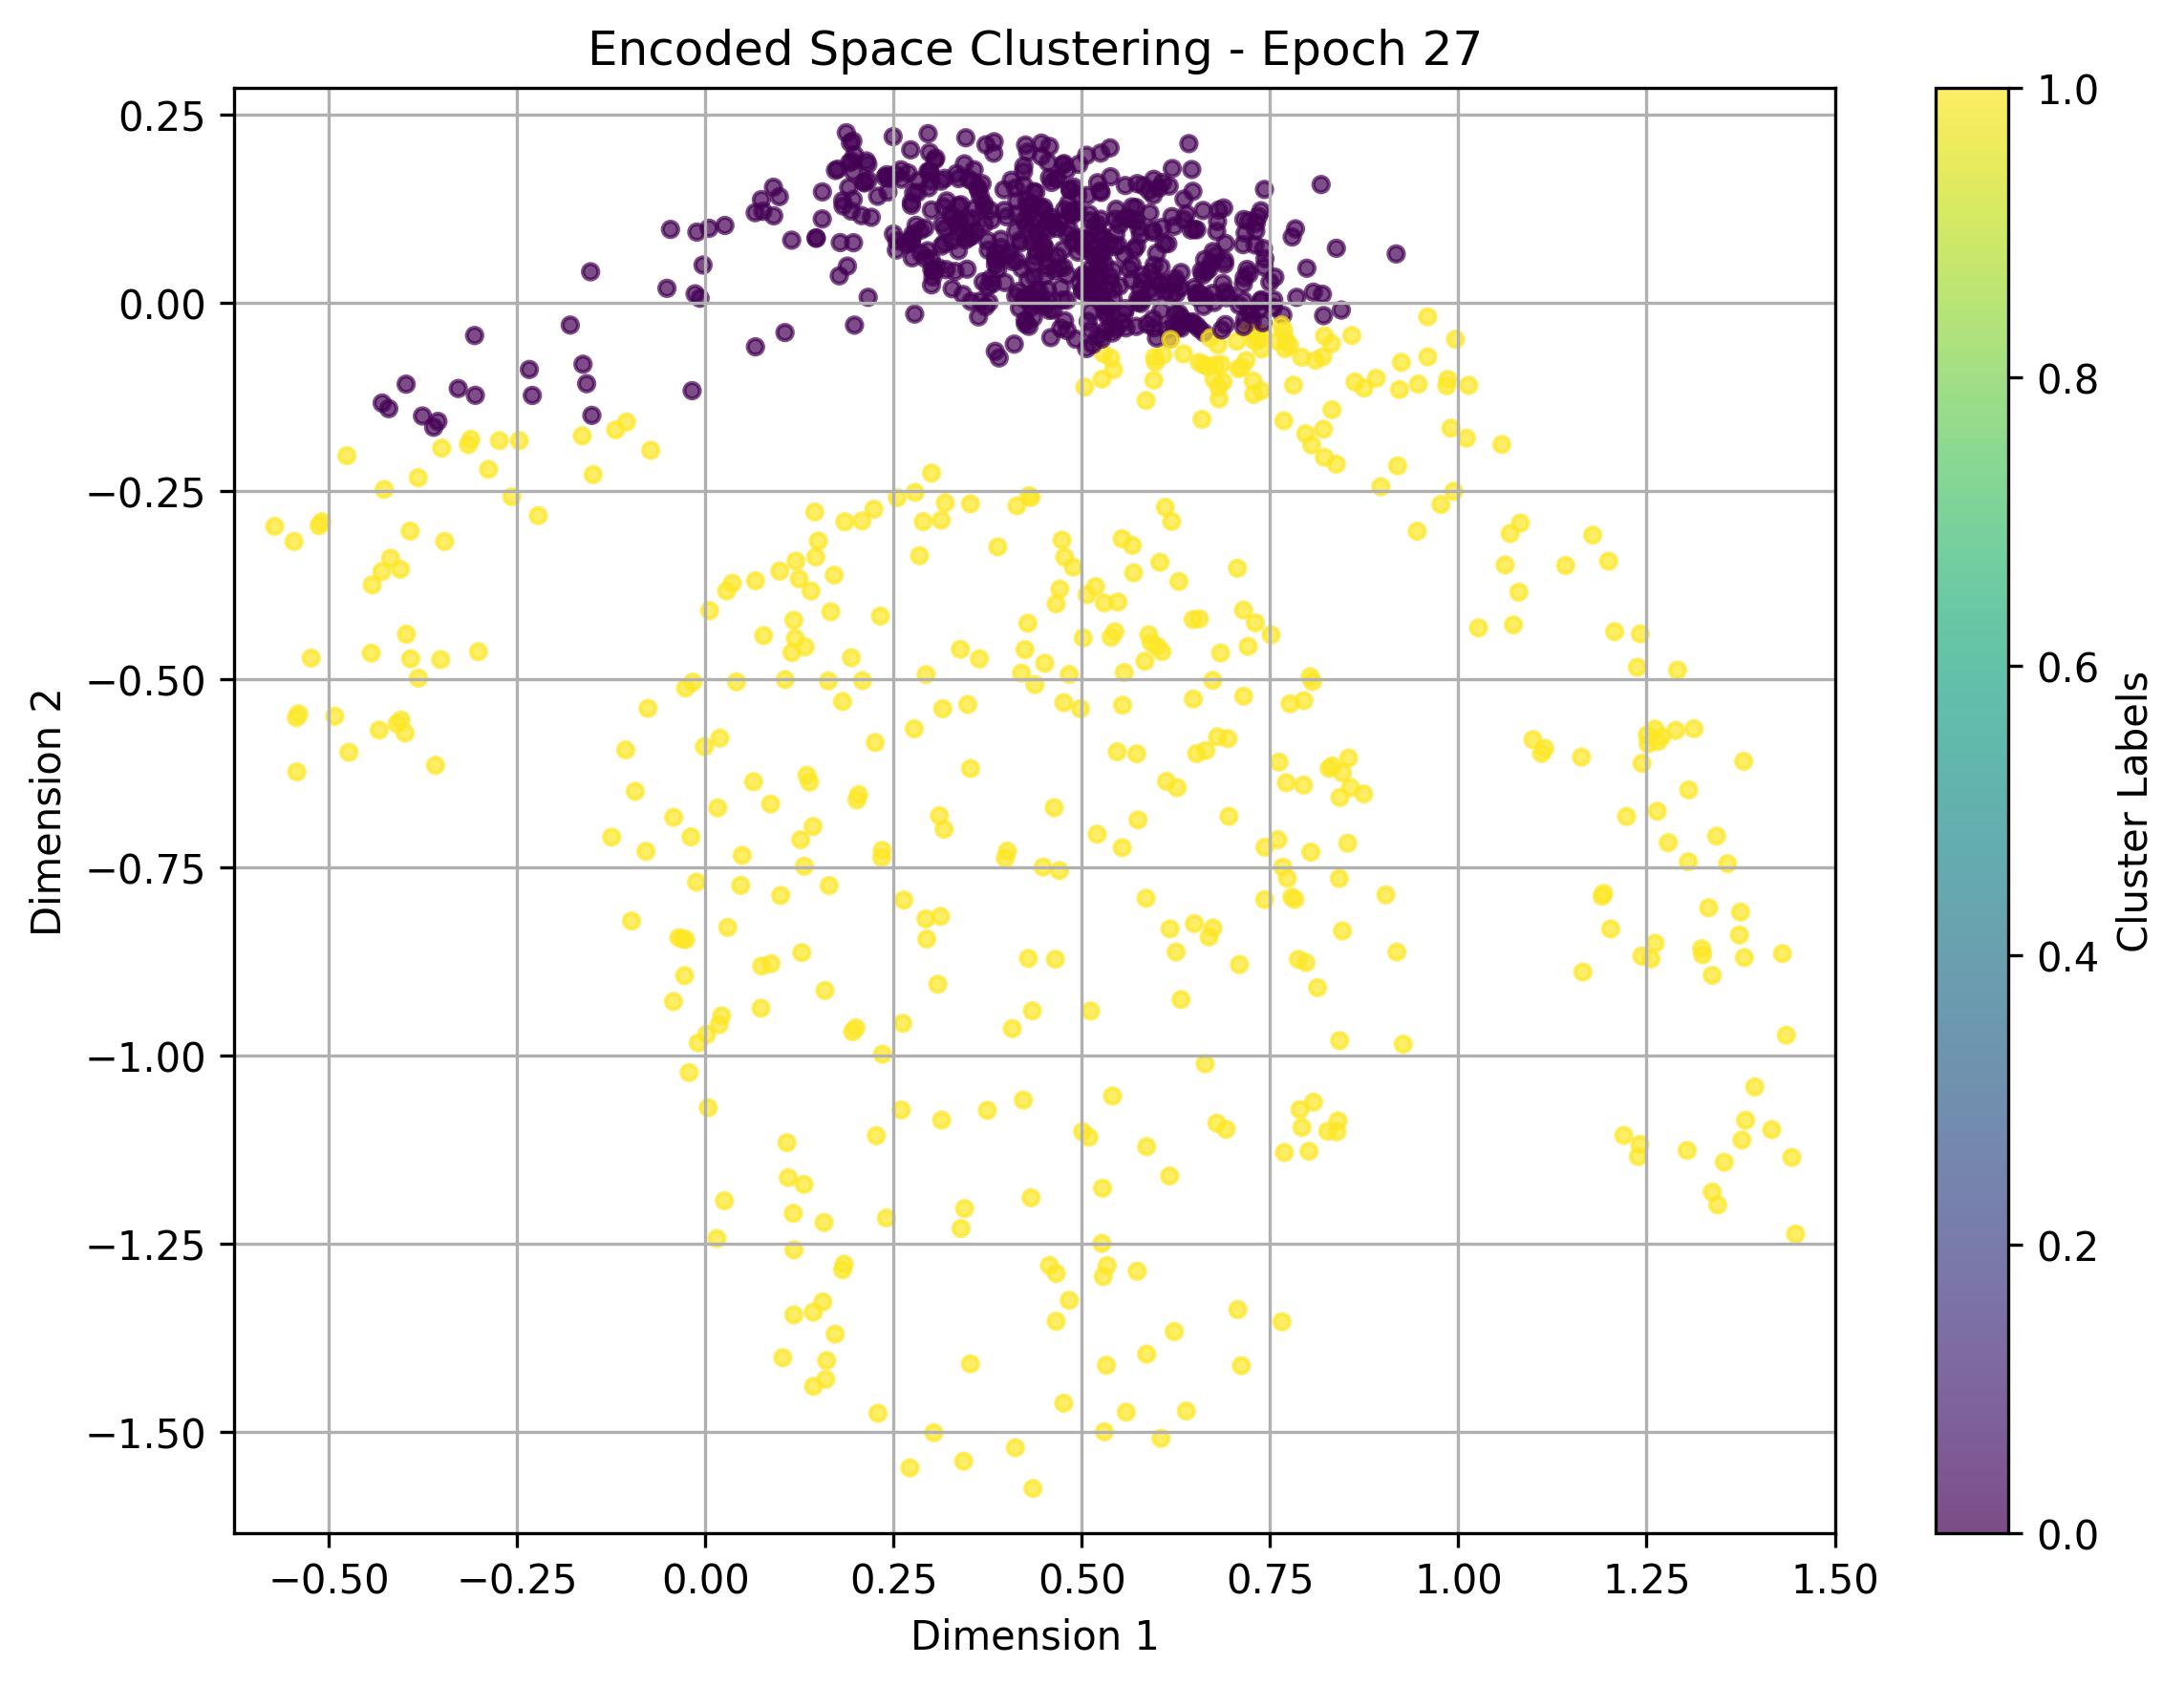 Encoded Space Clustering - Epoch 27
0.25
0.00
−0.25
−0.50
−0.75
−1.00
−1.25
−1.50
Dimension 2
−0.50 −0.25 0.00 0.25 0.50 0.75 1.00 1.25 1.50
Dimension 1
1.0
0.8
0.6
0.4
0.2
0.0
Cluster Labels